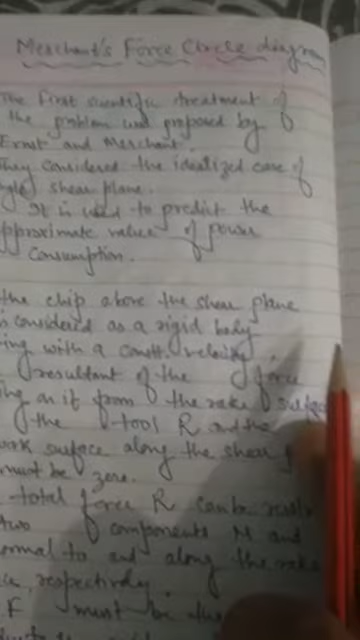 Merchant's Force Circle diagram
The first scientific treatment of
the problem was proposed by
Ernst and Merchant.
They considered the idealized case of
shear plane.
It is used to predict the
approximate value of power
Consumption.
the chip above the shear plane
is considered as a rigid body
with a constt. velocity.
resultant of the force
on it from the rake surface
the tool R and the
work surface along the shear
must be zero.
total force R can be
two components N and
normal to and along the rake
respectively.
F must be the